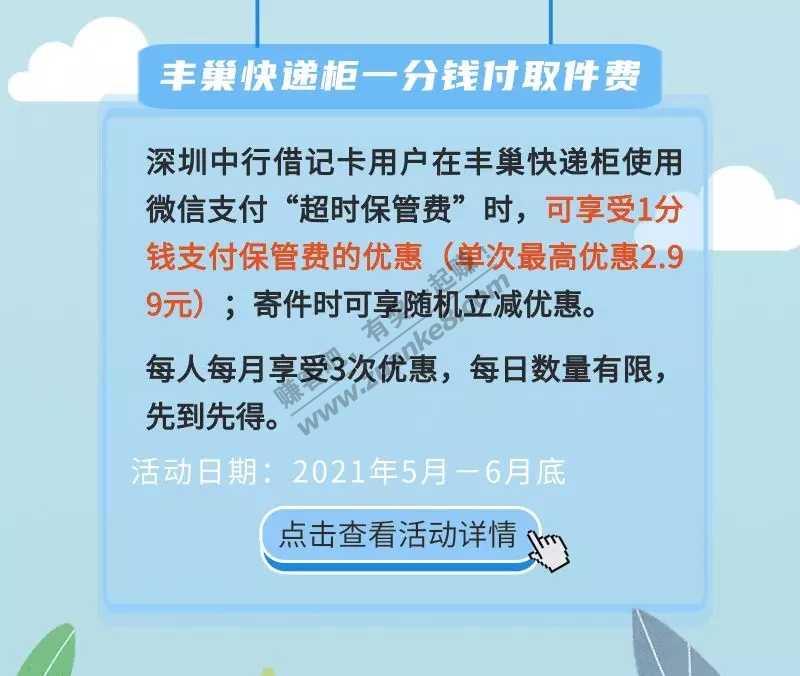 丰巢快递柜一分钱付取件费
深圳中行借记卡用户在丰巢快递柜使用
微信支付“超时保管费”时，可享受1分
钱支付保管费的优惠（单次最高优惠2.9
9元）；寄件时可享随机立减优惠。
每人每月享受3次优惠，每日数量有限，
先到先得。
赚客吧，有奖一起赚！
www.zuanke8.com
活动日期：2021年5月－6月底
点击查看活动详情